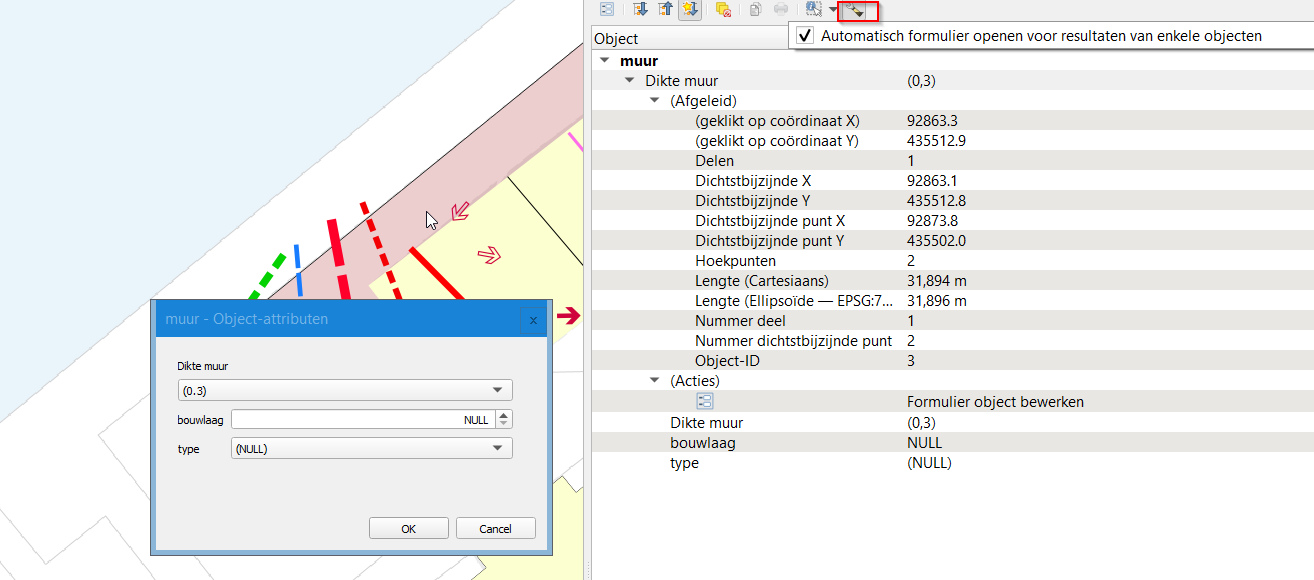 Automatisch formulier openen voor resultaten van enkele objecten
Object
muur
Dikte muur (0,3)
(Afgeleid)
(geklikt op coördinaat X) 92863.3
(geklikt op coördinaat Y) 435512.9
Delen 1
Dichtstbijzijnde X 92863.1
Dichtstbijzijnde Y 435512.8
Dichtstbijzijnde punt X 92873.8
Dichtstbijzijnde punt Y 435502.0
Hoekpunten 2
Lengte (Cartesiaans) 31,894 m
Lengte (Ellipsoïde — EPSG:7... 31,896 m
Nummer deel 1
Nummer dichtstbijzijnde punt 2
Object-ID 3
(Acties)
Formulier object bewerken
Dikte muur (0,3)
bouwlaag NULL
type (NULL)
muur - Object-attributen x
Dikte muur
(0.3)
bouwlaag NULL
type (NULL)
OK Cancel